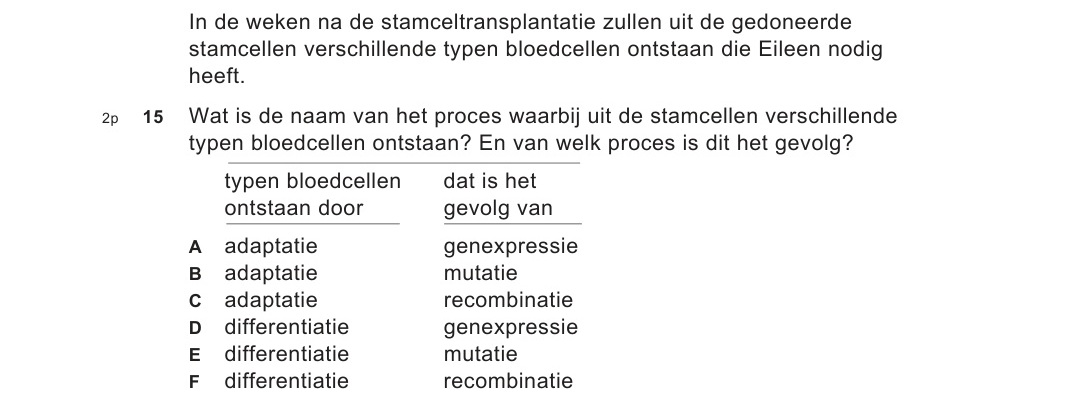 In de weken na de stamceltransplantatie zullen uit de gedoneerde
stamcellen verschillende typen bloedcellen ontstaan die Eileen nodig
heeft.
2p 15 Wat is de naam van het proces waarbij uit de stamcellen verschillende
typen bloedcellen ontstaan? En van welk proces is dit het gevolg?
typen bloedcellen dat is het
ontstaan door gevolg van
A adaptatie genexpressie
B adaptatie mutatie
C adaptatie recombinatie
D differentiatie genexpressie
E differentiatie mutatie
F differentiatie recombinatie